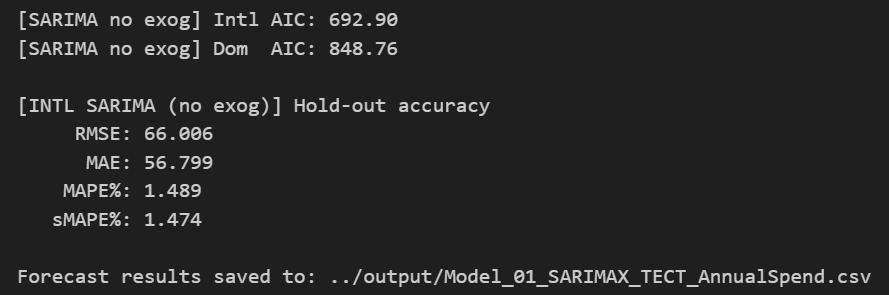 [SARIMA no exog] Intl AIC: 692.90
[SARIMA no exog] Dom  AIC: 848.76

[INTL SARIMA (no exog)] Hold-out accuracy
     RMSE: 66.006
      MAE: 56.799
    MAPE%: 1.489
   sMAPE%: 1.474

Forecast results saved to: ../output/Model_01_SARIMAX_TECT_AnnualSpend.csv